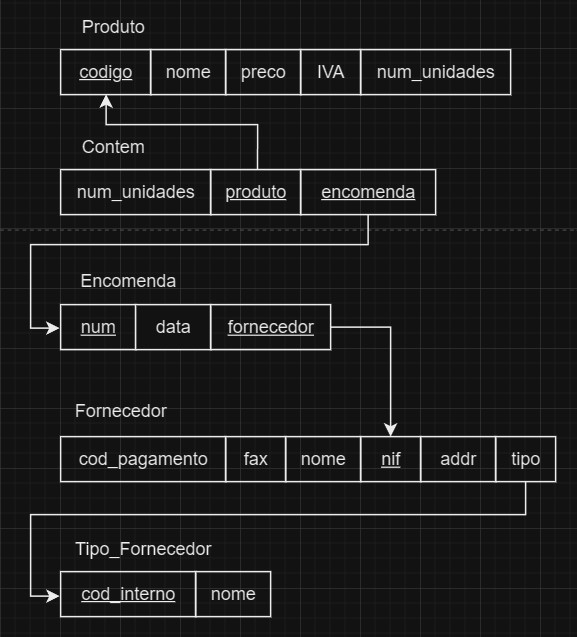 Produto
codigo nome preco IVA num_unidades
Contem
num_unidades produto encomenda
Encomenda
num data fornecedor
Fornecedor
cod_pagamento fax nome nif addr tipo
Tipo_Fornecedor
cod_interno nome